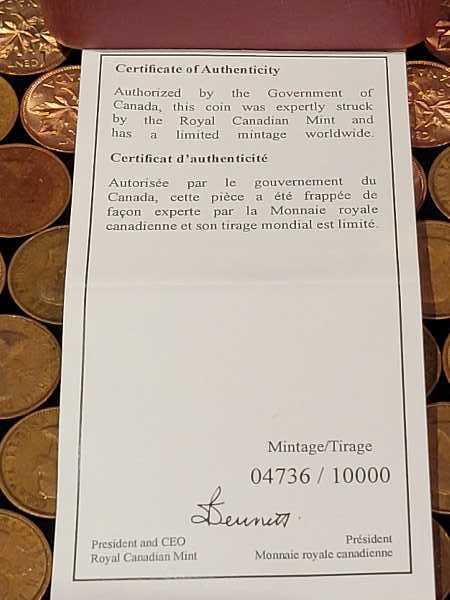 Certificate of Authenticity
Authorized by the Government of
Canada, this coin was expertly struck
by the Royal Canadian Mint and
has a limited mintage worldwide.
Certificat d'authenticité
Autorisée par le gouvernement du
Canada, cette pièce a été frappée de
façon experte par la Monnaie royale
canadienne et son tirage mondial est limité.
Mintage/Tirage
04736 / 10000
Bennett
President and CEO
Royal Canadian Mint
Président
Monnaie royale canadienne